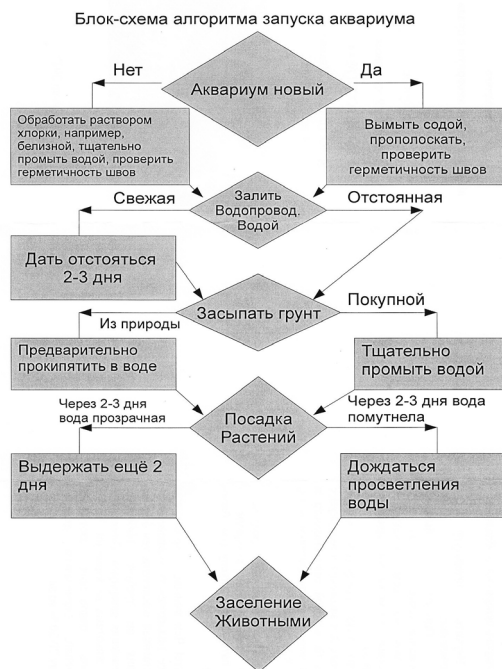 Блок-схема алгоритма запуска аквариума
Нет
Да
Аквариум новый
Обработать раствором
хлорки, например,
белизной, тщательно
промыть водой, проверить
герметичность швов
Вымыть содой,
прополоскать,
проверить
герметичность швов
Свежая
Залить
Водопровод.
Водой
Отстоянная
Дать отстояться
2-3 дня
Засыпать грунт
Из природы
Покупной
Предварительно
прокипятить в воде
Тщательно
промыть водой
Через 2-3 дня
вода прозрачная
Посадка
Растений
Через 2-3 дня вода
помутнела
Выдержать ещё 2
дня
Дождаться
просветления
воды
Заселение
Животными